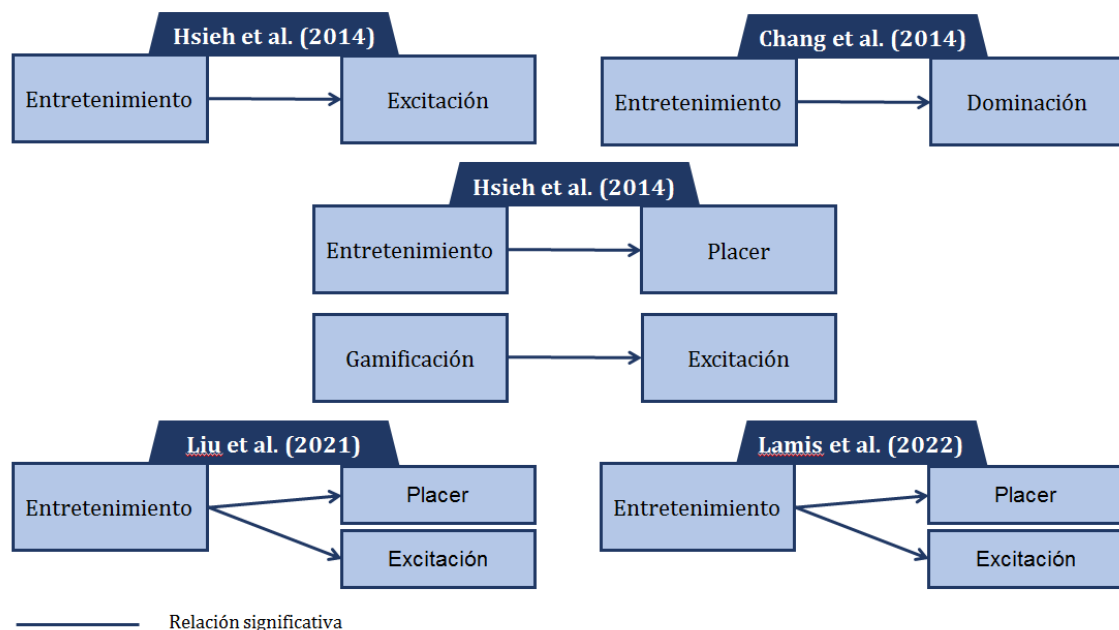 Hsieh et al. (2014)
Entretenimiento
Excitación
Chang et al. (2014)
Entretenimiento
Dominación
Hsieh et al. (2014)
Entretenimiento
Placer
Gamificación
Excitación
Liu et al. (2021)
Entretenimiento
Placer
Excitación
Lamis et al. (2022)
Entretenimiento
Placer
Excitación
Relación significativa